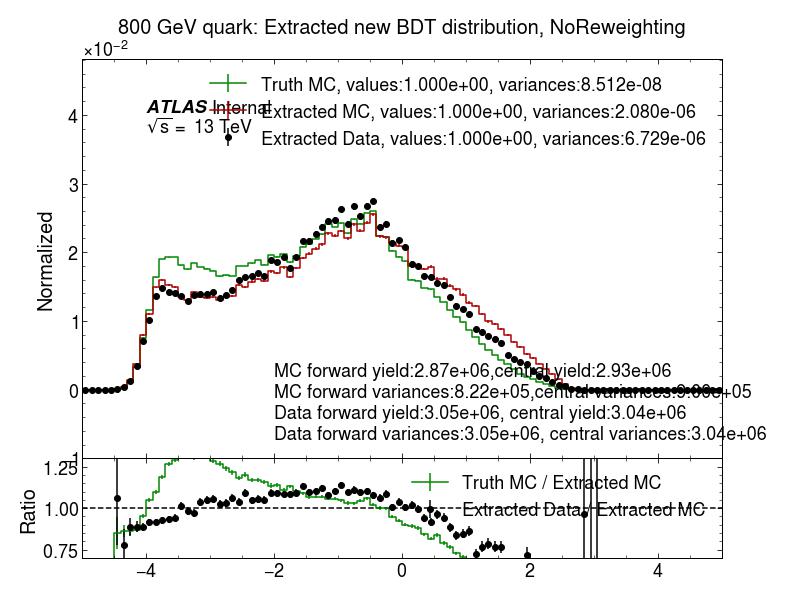 800 GeV quark: Extracted new BDT distribution, NoReweighting
×10⁻²
Truth MC, values:1.000e+00, variances:8.512e-08
ATLAS Internal
Extracted MC, values:1.000e+00, variances:2.080e-06
√s = 13 TeV
Extracted Data, values:1.000e+00, variances:6.729e-06
4
3
2
1
0
1
Normalized
MC forward yield:2.87e+06,central yield:2.93e+06
MC forward variances:8.22e+05,central variances:9.00e+05
Data forward yield:3.05e+06, central yield:3.04e+06
Data forward variances:3.05e+06, central variances:3.04e+06
1.25
1.00
0.75
Ratio
Truth MC / Extracted MC
Extracted Data / Extracted MC
−4 −2 0 2 4